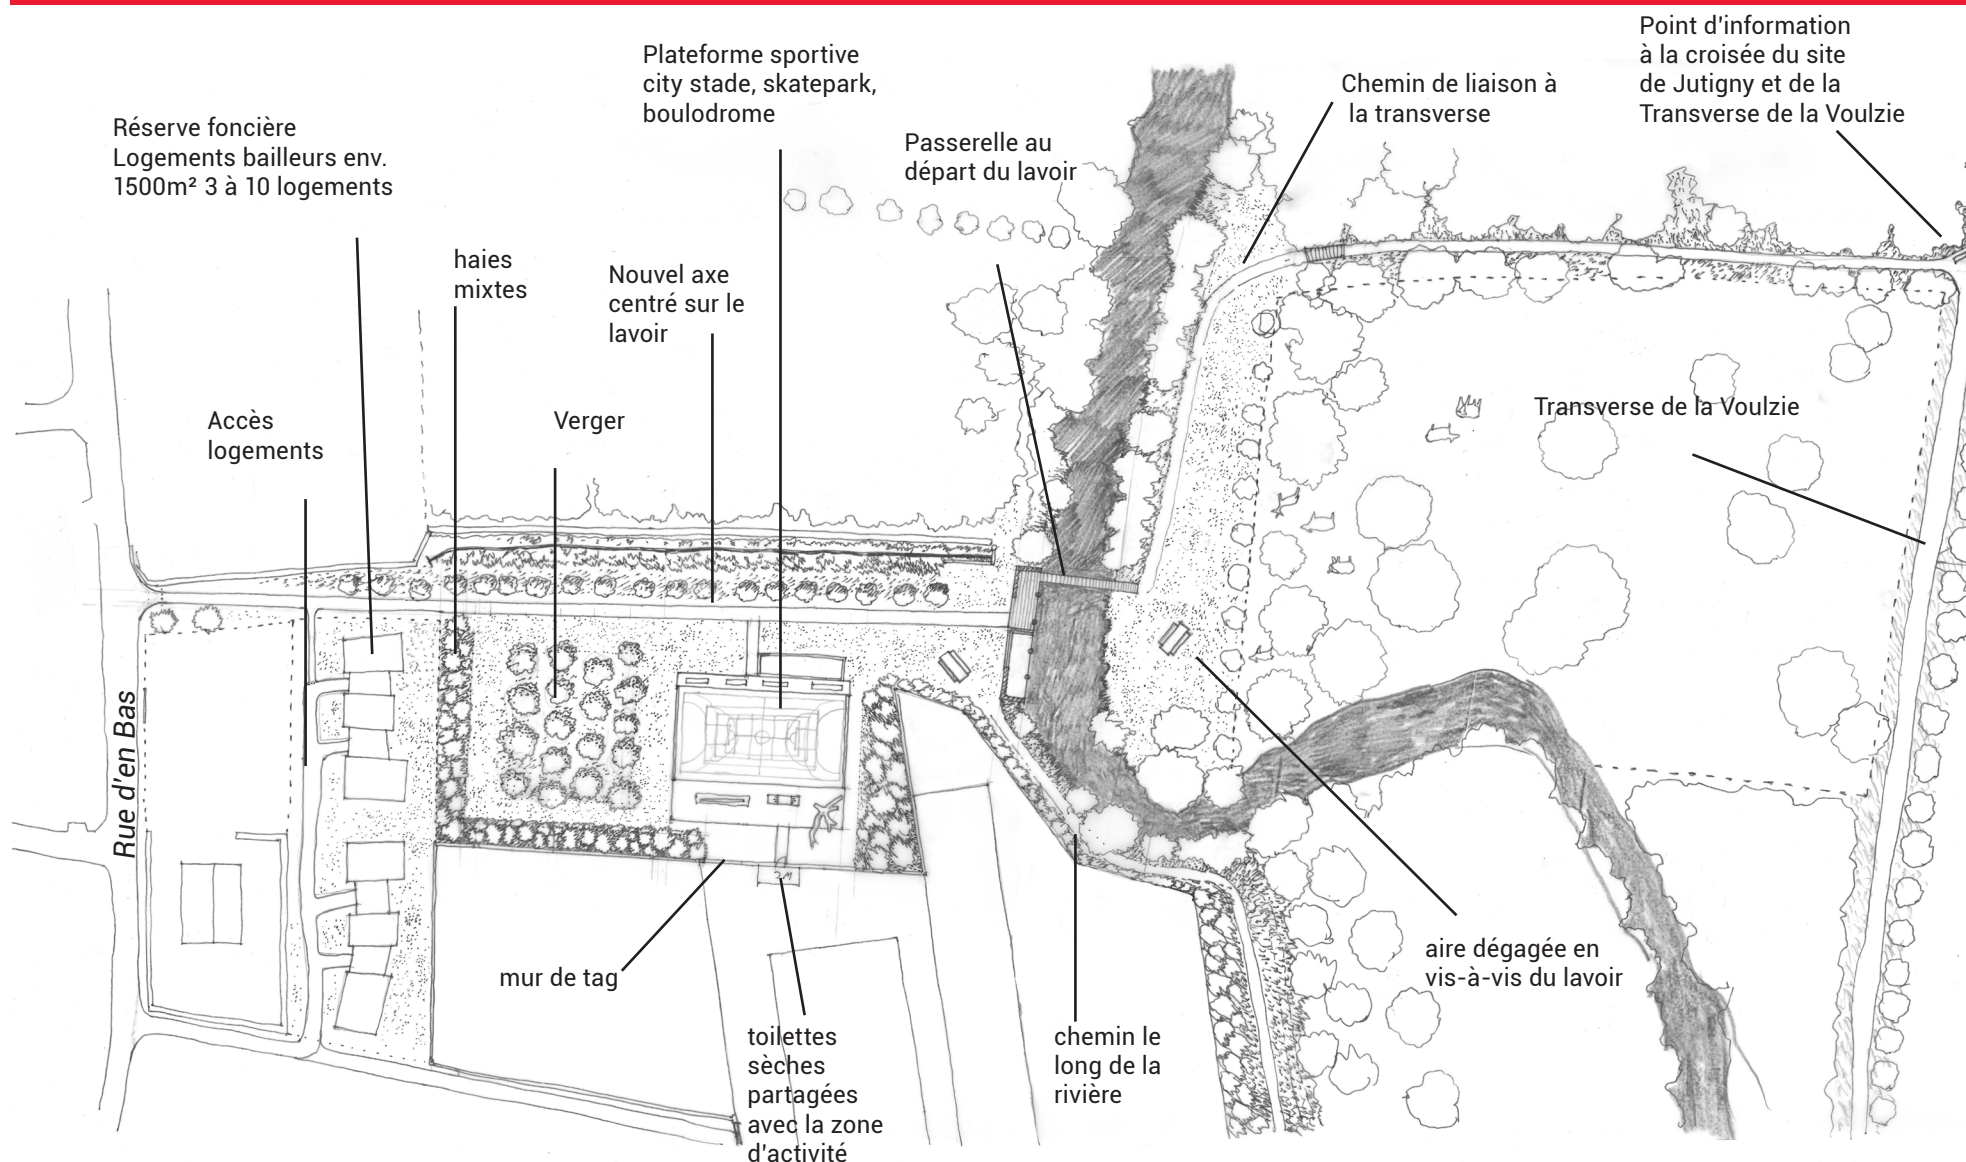 Point d'information
à la croisée du site
de Jutigny et de la
Transverse de la Voulzie
Plateforme sportive
city stade, skatepark,
boulodrome
Chemin de liaison à
la transverse
Réserve foncière
Logements bailleurs env.
1500m² 3 à 10 logements
Passerelle au
départ du lavoir
haies
mixtes
Nouvel axe
centré sur le
lavoir
Accès
logements
Verger
Transverse de la Voulzie
Rue d'en Bas
mur de tag
aire dégagée en
vis-à-vis du lavoir
toilettes
sèches
partagées
avec la zone
d'activité
chemin le
long de la
rivière